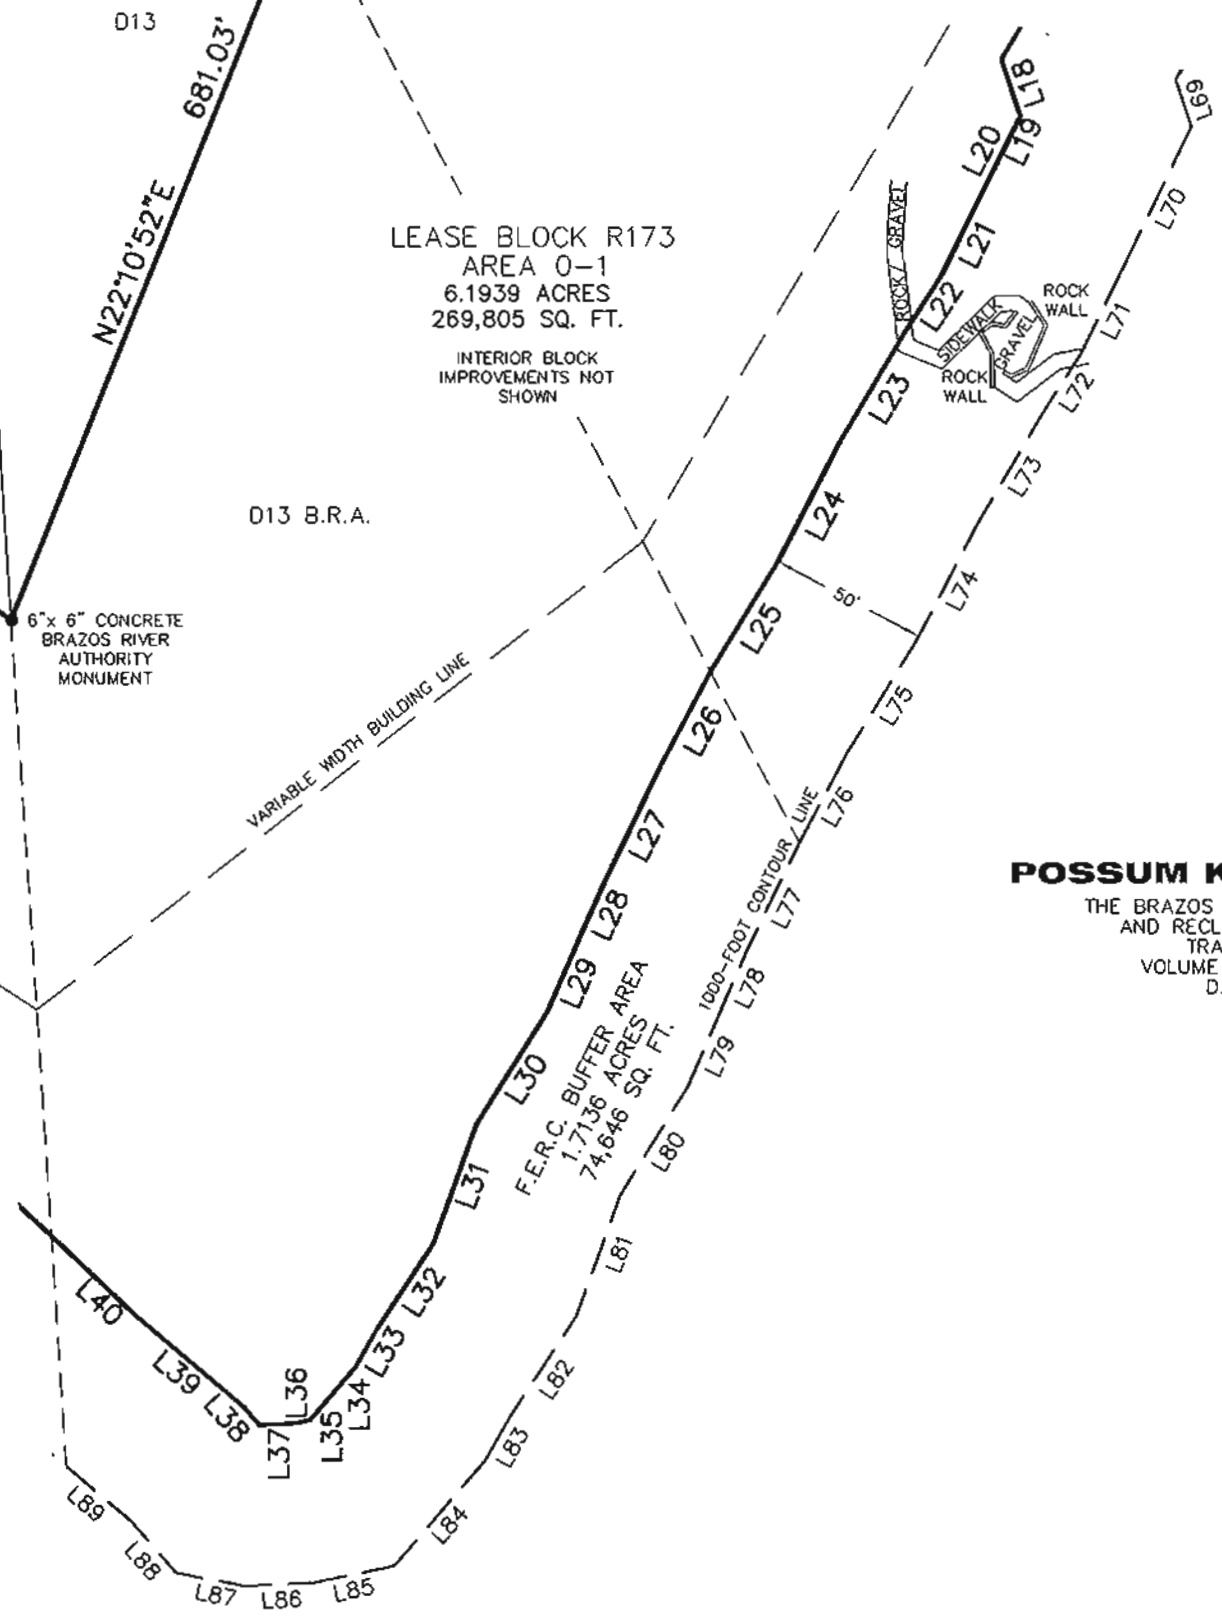 D13
681.03'
N22°10'52"E
LEASE BLOCK R173
AREA O-1
6.1939 ACRES
269,805 SQ. FT.
INTERIOR BLOCK
IMPROVEMENTS NOT
SHOWN
D13 B.R.A.
6"x 6" CONCRETE
BRAZOS RIVER
AUTHORITY
MONUMENT
VARIABLE WIDTH BUILDING LINE
L18
L19
L20
L21
L22
L23
L24
L25
L26
L27
L28
L29
L30
L31
L32
L33
L34
L35
L36
L37
L38
L39
L40
ROCK/ GRAVEL
SIDEWALK
GRAVEL
ROCK
WALL
ROCK
WALL
50'
1000-FOOT CONTOUR LINE
F.E.R.C. BUFFER AREA
1.7136 ACRES
74,646 SQ. FT.
L69
L70
L71
L72
L73
L74
L75
L76
L77
L78
L79
L80
L81
L82
L83
L84
L85
L86
L87
L88
L89
POSSUM K
THE BRAZOS
AND RECL
TRA
VOLUME
D.